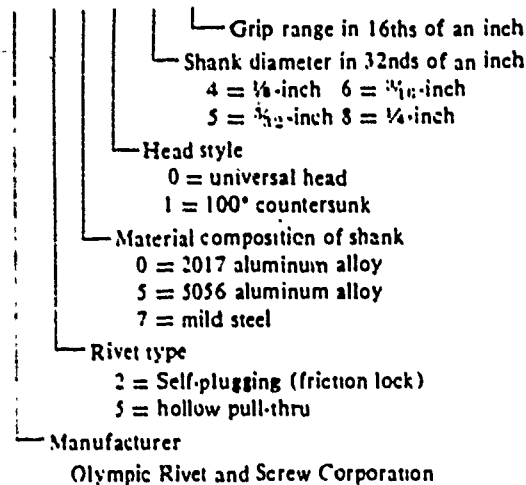 Grip range in 16ths of an inch
Shank diameter in 32nds of an inch
4 = ⅛-inch 6 = 3/16-inch
5 = 5/32-inch 8 = ¼-inch
Head style
0 = universal head
1 = 100° countersunk
Material composition of shank
0 = 2017 aluminum alloy
5 = 5056 aluminum alloy
7 = mild steel
Rivet type
2 = Self-plugging (friction lock)
5 = hollow pull-thru
Manufacturer
Olympic Rivet and Screw Corporation